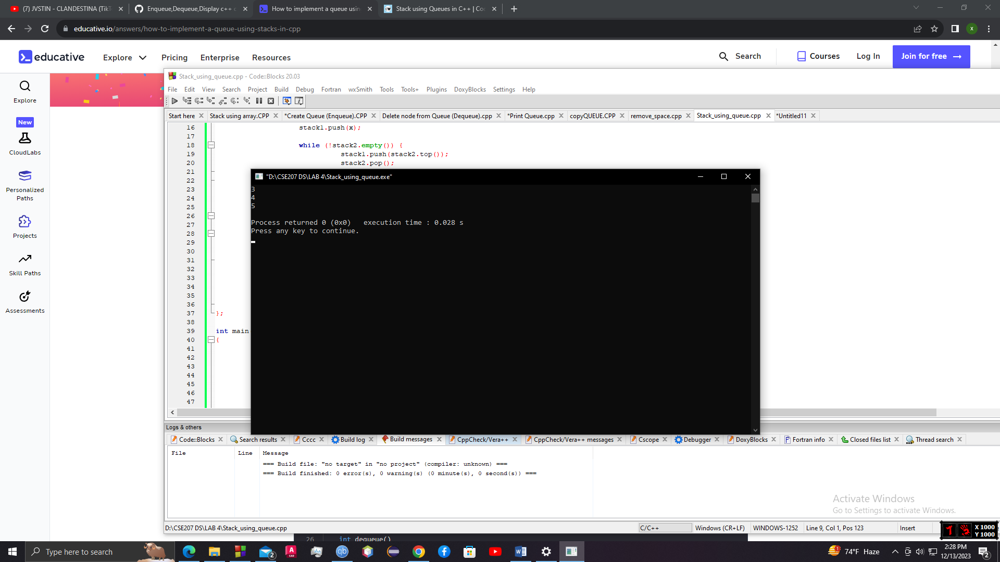 (7) JVSTIN - CLANDESTINA (TikT
Enqueue,Dequeue,Display c++ c
How to implement a queue usin
Stack using Queues in C++ | Co
educative.io/answers/how-to-implement-a-queue-using-stacks-in-cpp
X
educative
Explore
Pricing
Enterprise
Resources
Search
Courses
Log In
Join for free →
Explore
New
CloudLabs
Personalized
Paths
Projects
Skill Paths
Assessments
Stack_using_queue.cpp - Code::Blocks 20.03
File Edit View Search Project Build Debug Fortran wxSmith Tools Tools+ Plugins DoxyBlocks Settings Help
Start here Stack using array.CPP *Create Queue (Enqueue).CPP Delete node from Queue (Dequeue).cpp *Print Queue.cpp copyQUEUE.CPP remove_space.cpp Stack_using_queue.cpp *Untitled11
16 stack1.push(x);
17
18 while (!stack2.empty()) {
19 stack1.push(stack2.top());
20 stack2.pop();
21
22
23
24
25
26
27
28
29
30
31
32
33
34
35
36
37 };
38
39 int main
40 {
41
42
43
44
45
46
47
"D:\CSE207 DS\LAB 4\Stack_using_queue.exe"
3
4
5
Process returned 0 (0x0)   execution time : 0.028 s
Press any key to continue.
Logs & others
Code::Blocks Search results Cccc Build log Build messages CppCheck/Vera++ CppCheck/Vera++ messages Cscope Debugger DoxyBlocks Fortran info Closed files list Thread search
File Line Message
=== Build file: "no target" in "no project" (compiler: unknown) ===
=== Build finished: 0 error(s), 0 warning(s) (0 minute(s), 0 second(s)) ===
Activate Windows
Go to Settings to activate Windows.
D:\CSE207 DS\LAB 4\Stack_using_queue.cpp
C/C++
Windows (CR+LF)
WINDOWS-1252
Line 9, Col 1, Pos 123
Insert
X 1000
Y 1000
26 int dequeue()
Type here to search
2
74°F Haze
2:28 PM
12/13/2023
2